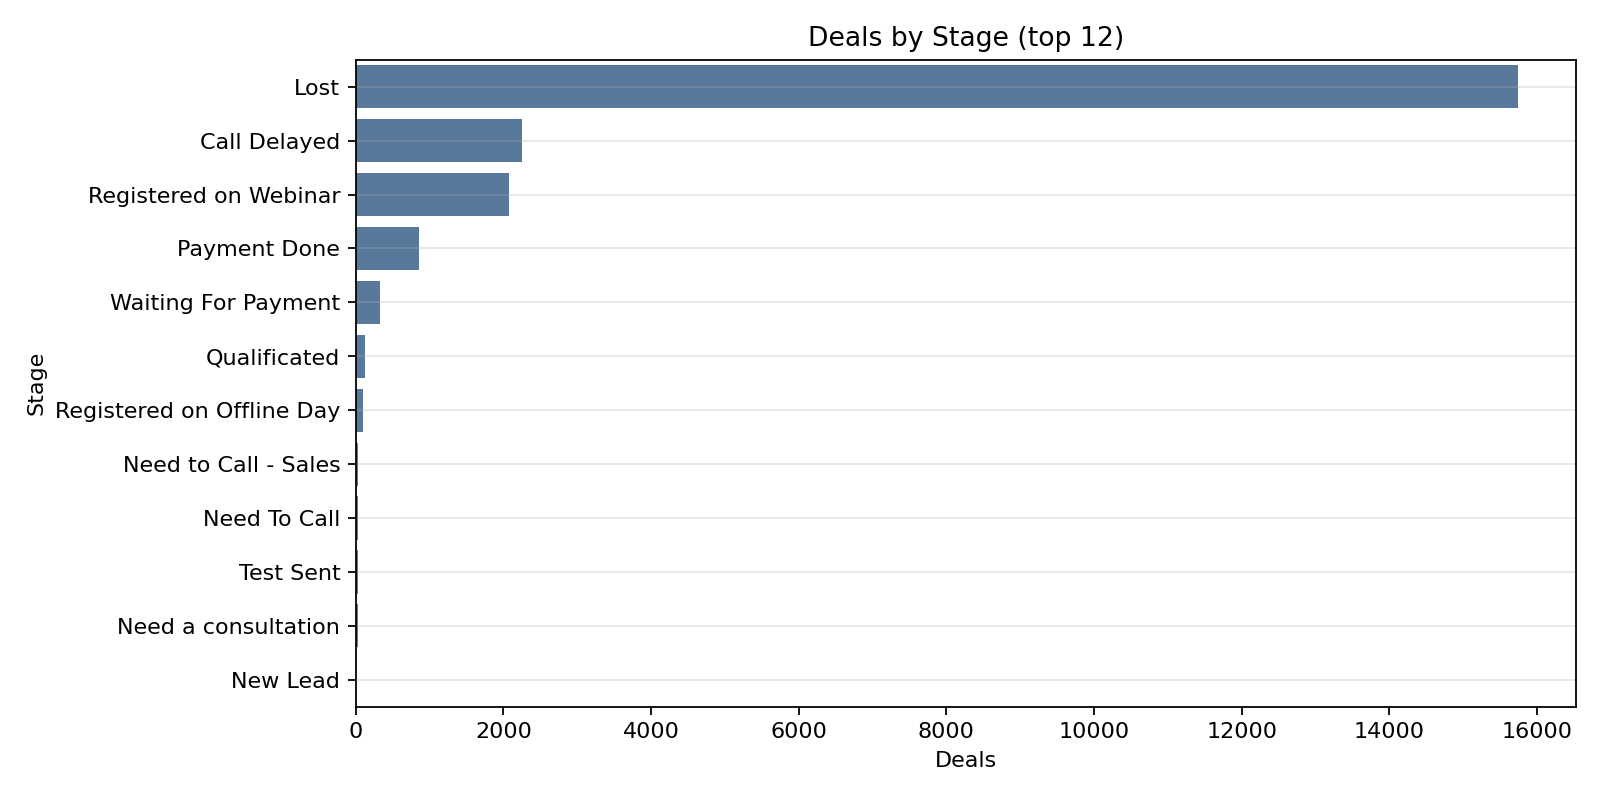 Deals by Stage (top 12)
Lost
Call Delayed
Registered on Webinar
Payment Done
Waiting For Payment
Qualificated
Registered on Offline Day
Need to Call - Sales
Need To Call
Test Sent
Need a consultation
New Lead
Stage
0 2000 4000 6000 8000 10000 12000 14000 16000
Deals